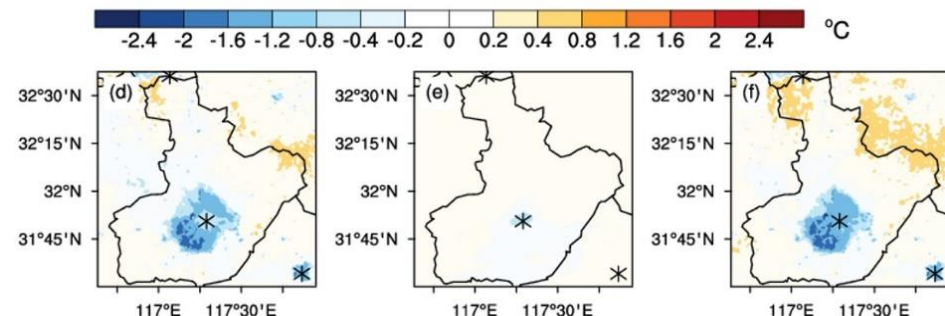 -2.4 -2 -1.6 -1.2 -0.8 -0.4 -0.2 0 0.2 0.4 0.8 1.2 1.6 2 2.4
°C
(d) (e) (f)
32°30'N 32°30'N 32°30'N
32°15'N 32°15'N 32°15'N
32°N 32°N 32°N
31°45'N 31°45'N 31°45'N
117°E 117°30'E 117°E 117°30'E 117°E 117°30'E